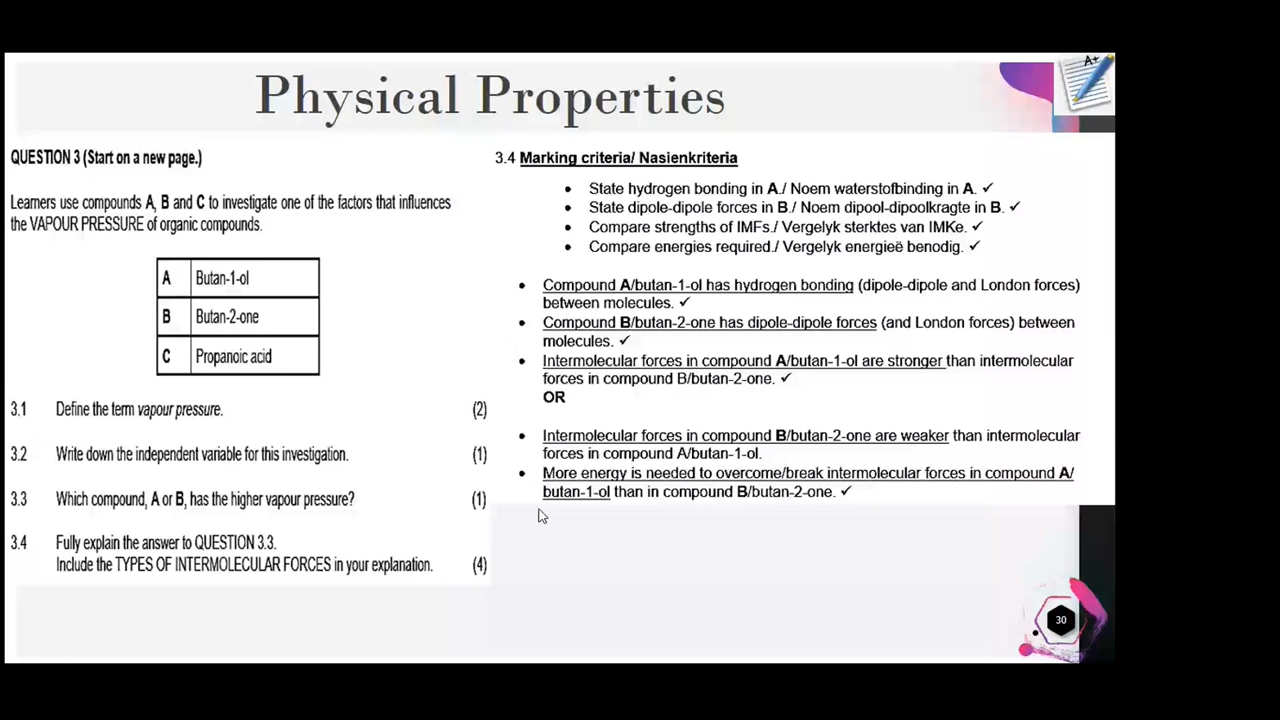 Physical Properties
A+
QUESTION 3 (Start on a new page.)
Learners use compounds A, B and C to investigate one of the factors that influences
the VAPOUR PRESSURE of organic compounds.
A Butan-1-ol
B Butan-2-one
C Propanoic acid
3.1 Define the term vapour pressure. (2)
3.2 Write down the independent variable for this investigation. (1)
3.3 Which compound, A or B, has the higher vapour pressure? (1)
3.4 Fully explain the answer to QUESTION 3.3.
Include the TYPES OF INTERMOLECULAR FORCES in your explanation. (4)
3.4 Marking criteria/ Nasienkriteria
• State hydrogen bonding in A./ Noem waterstofbinding in A. ✓
• State dipole-dipole forces in B./ Noem dipool-dipoolkragte in B. ✓
• Compare strengths of IMFs./ Vergelyk sterktes van IMKe. ✓
• Compare energies required./ Vergelyk energieë benodig. ✓
• Compound A/butan-1-ol has hydrogen bonding (dipole-dipole and London forces)
between molecules. ✓
• Compound B/butan-2-one has dipole-dipole forces (and London forces) between
molecules. ✓
• Intermolecular forces in compound A/butan-1-ol are stronger than intermolecular
forces in compound B/butan-2-one. ✓
OR
• Intermolecular forces in compound B/butan-2-one are weaker than intermolecular
forces in compound A/butan-1-ol.
• More energy is needed to overcome/break intermolecular forces in compound A/
butan-1-ol than in compound B/butan-2-one. ✓
30